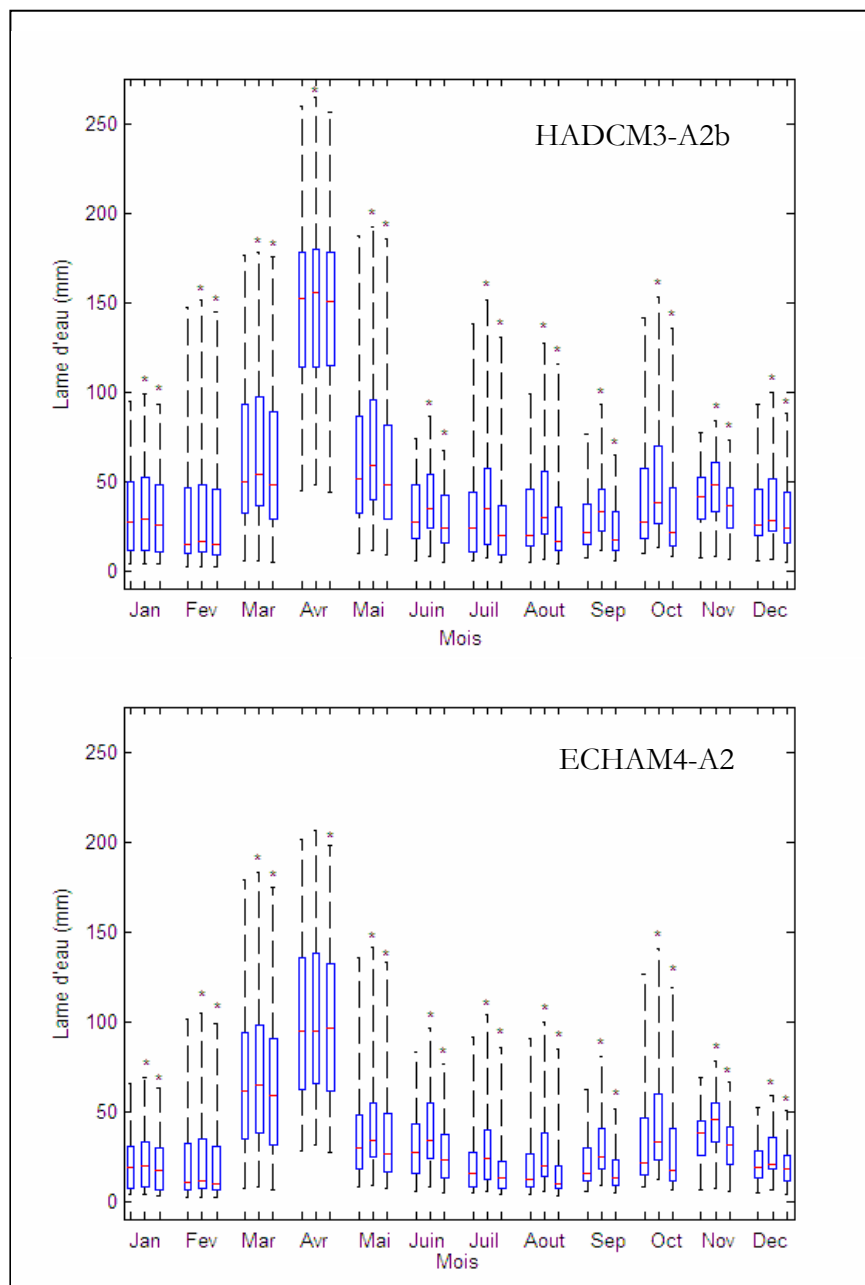 HADCM3-A2b
250
200
150
100
50
0
Lame d'eau (mm)
Jan Fev Mar Avr Mai Juin Juil Aout Sep Oct Nov Dec
Mois
ECHAM4-A2
250
200
150
100
50
0
Lame d'eau (mm)
Jan Fev Mar Avr Mai Juin Juil Aout Sep Oct Nov Dec
Mois